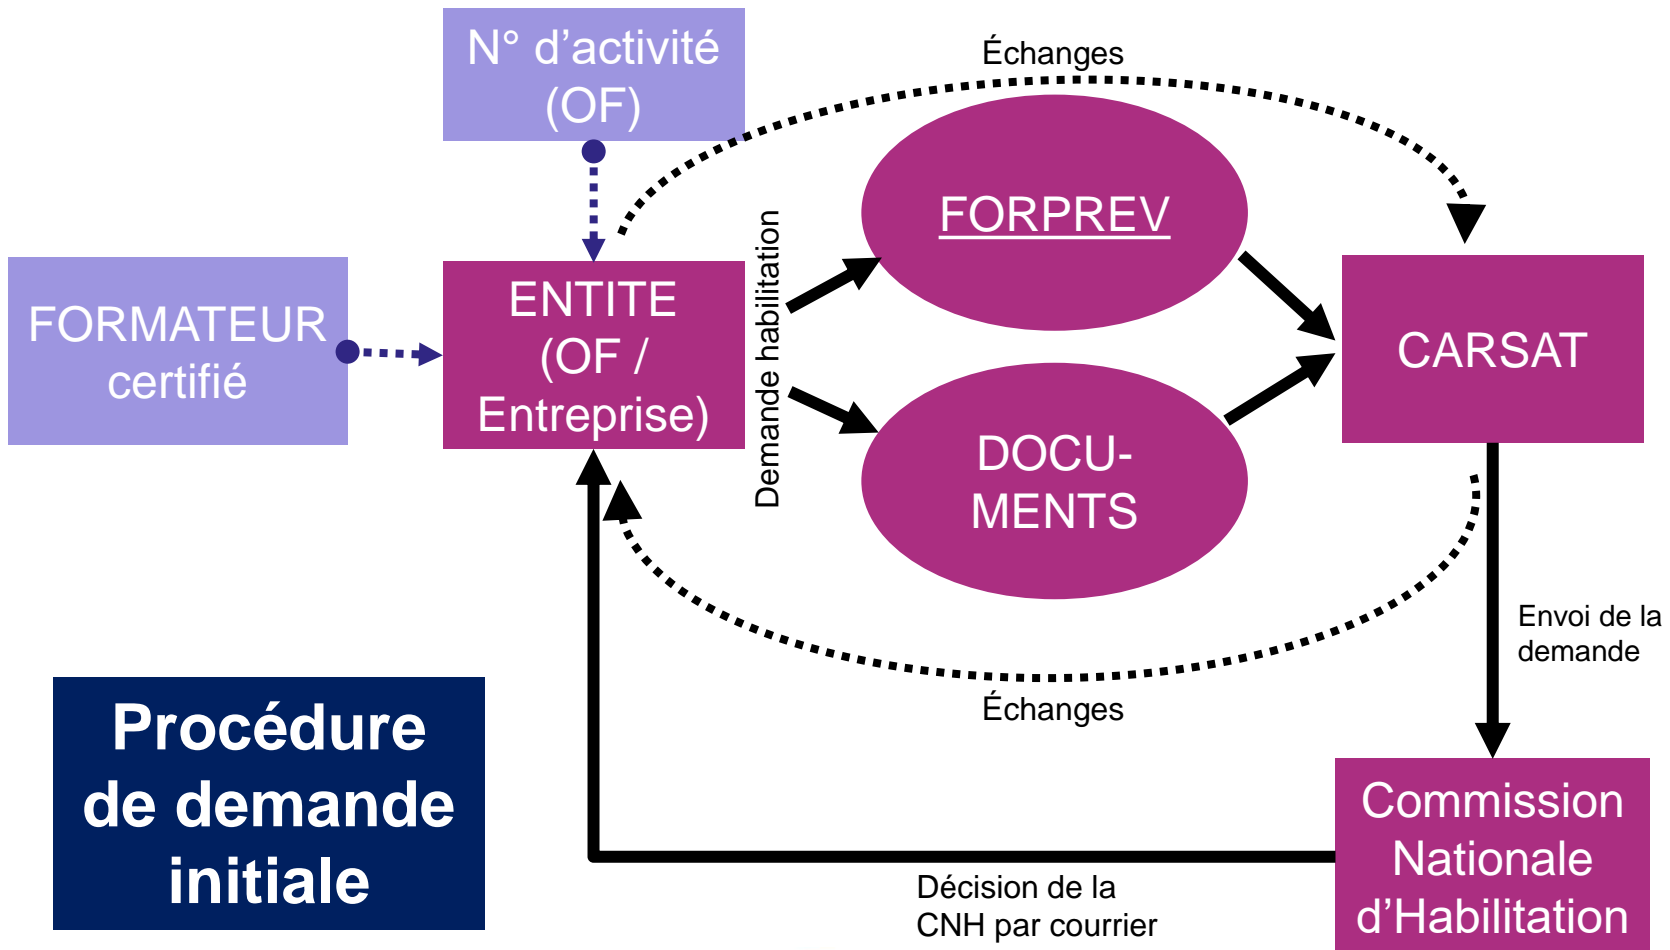 N° d’activité
(OF)
Échanges
FORMATEUR
certifié
ENTITE
(OF /
Entreprise)
Demande habilitation
FORPREV
DOCU-
MENTS
CARSAT
Envoi de la
demande
Échanges
Procédure
de demande
initiale
Décision de la
CNH par courrier
Commission
Nationale
d’Habilitation